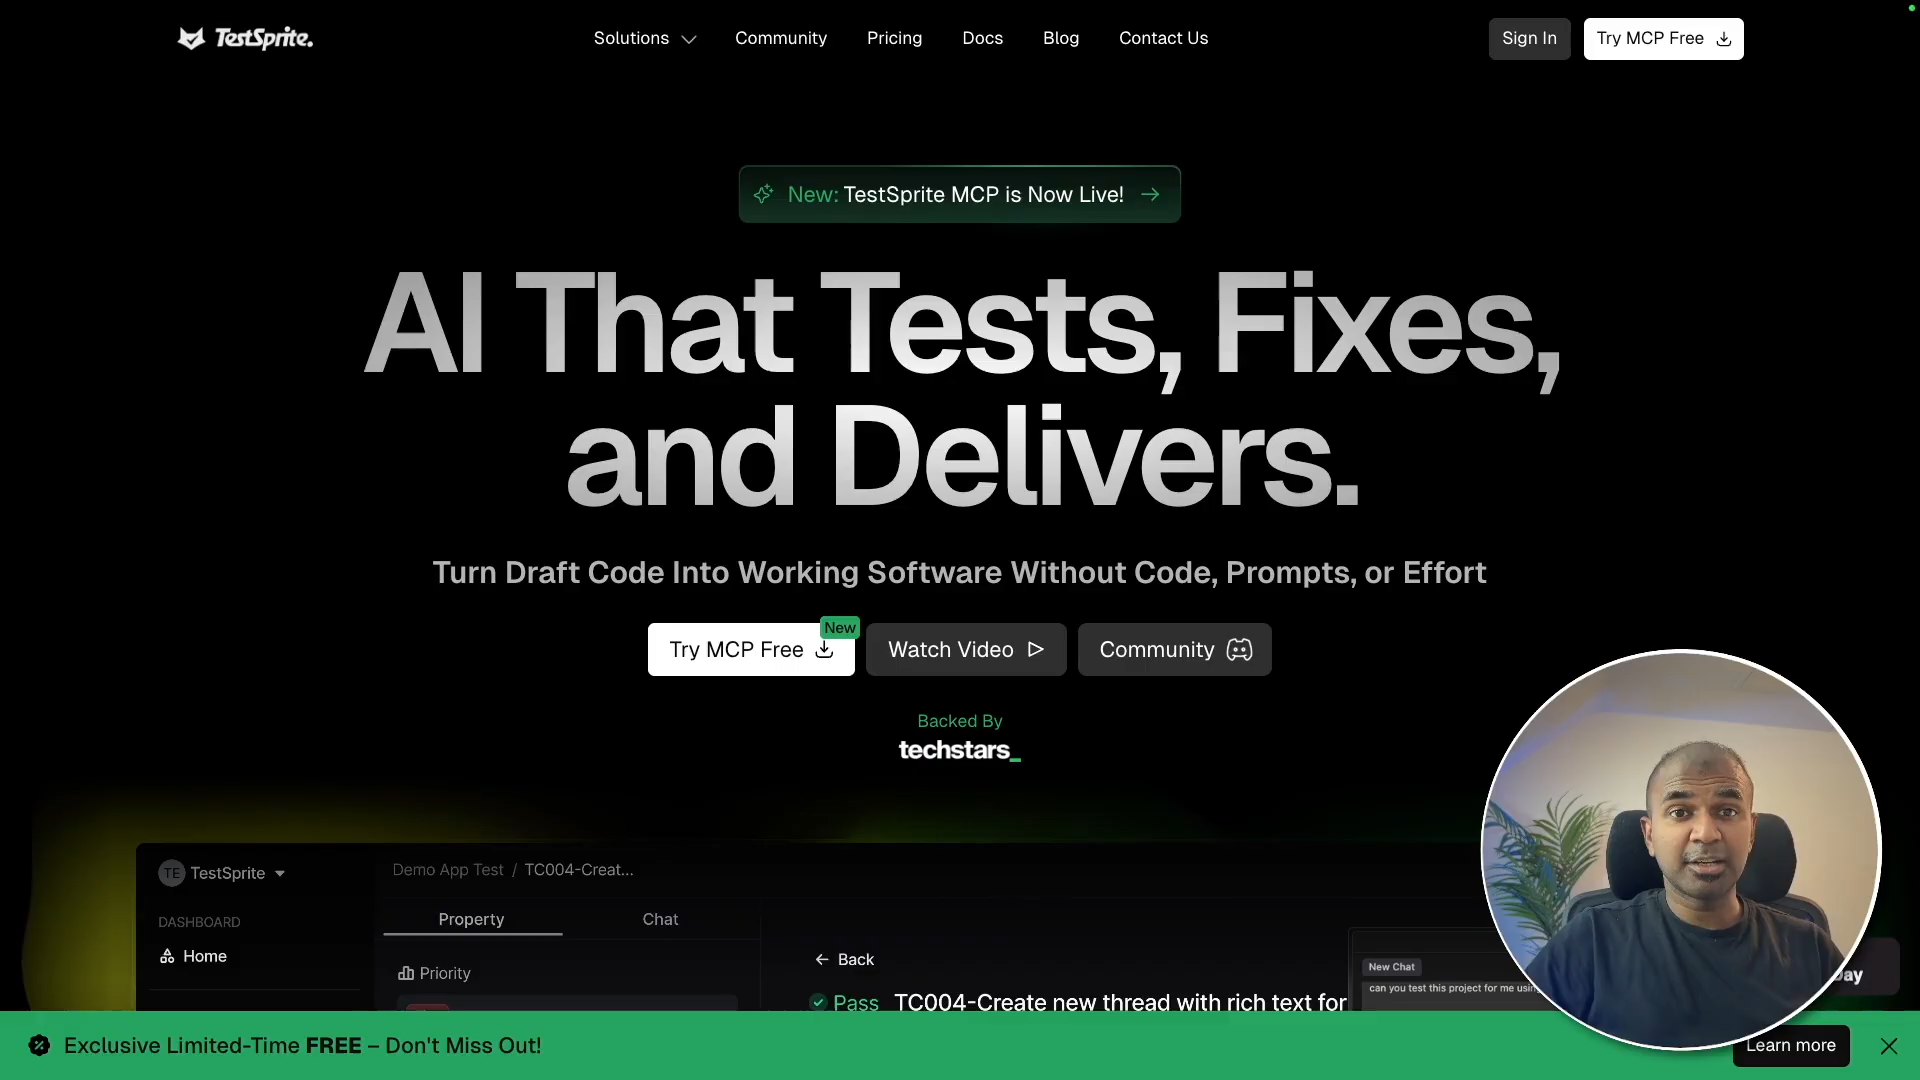 TestSprite.
Solutions
Community
Pricing
Docs
Blog
Contact Us
Sign In
Try MCP Free
New: TestSprite MCP is Now Live!
AI That Tests, Fixes,
and Delivers.
Turn Draft Code Into Working Software Without Code, Prompts, or Effort
Try MCP Free
New
Watch Video
Community
Backed By
techstars_
TE TestSprite
Demo App Test / TC004-Creat...
DASHBOARD
Property
Chat
Home
Back
Priority
New Chat
can you test this project for me using
Pass TC004-Create new thread with rich text for
Exclusive Limited-Time FREE – Don't Miss Out!
Learn more